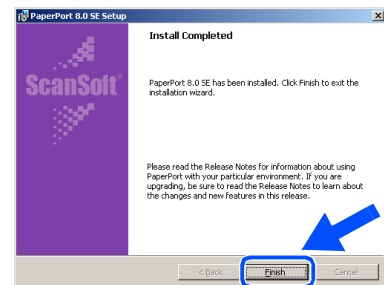 PaperPort 8.0 SE Setup
Install Completed
ScanSoft®
PaperPort 8.0 SE has been installed. Click Finish to exit the
installation wizard.
Please read the Release Notes for information about using
PaperPort with your particular environment. If you are
upgrading, be sure to read the Release Notes to learn about
the changes and new features in this release.
< Back
Finish
Cancel